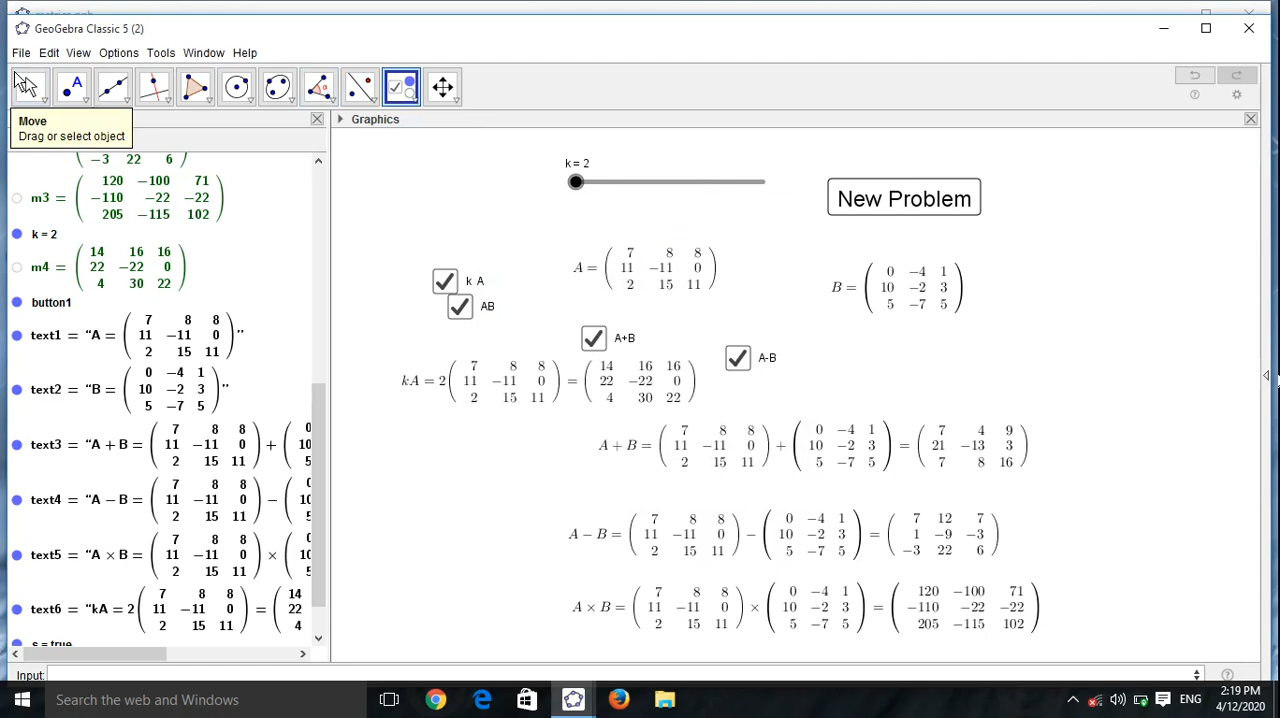 GeoGebra Classic 5 (2)
File Edit View Options Tools Window Help
A
Move
Drag or select object
Graphics
−3 22 6
m3 = ( 120 −100 71
−110 −22 −22
205 −115 102 )
k = 2
m4 = ( 14 16 16
22 −22 0
4 30 22 )
button1
text1 = “A = ( 7 8 8
11 −11 0
2 15 11 )”
text2 = “B = ( 0 −4 1
10 −2 3
5 −7 5 )”
text3 = “A + B = ( 7 8 8
11 −11 0
2 15 11 ) + ( 0
10
5
text4 = “A − B = ( 7 8 8
11 −11 0
2 15 11 ) − ( 0
10
5
text5 = “A × B = ( 7 8 8
11 −11 0
2 15 11 ) × ( 0
10
5
text6 = “kA = 2 ( 7 8 8
11 −11 0
2 15 11 ) = ( 14
22
4
s = true
k = 2
New Problem
A = ( 7 8 8
11 −11 0
2 15 11 )
B = ( 0 −4 1
10 −2 3
5 −7 5 )
k A
AB
A+B
A-B
kA = 2 ( 7 8 8
11 −11 0
2 15 11 ) = ( 14 16 16
22 −22 0
4 30 22 )
A + B = ( 7 8 8
11 −11 0
2 15 11 ) + ( 0 −4 1
10 −2 3
5 −7 5 ) = ( 7 4 9
21 −13 3
7 8 16 )
A − B = ( 7 8 8
11 −11 0
2 15 11 ) − ( 0 −4 1
10 −2 3
5 −7 5 ) = ( 7 12 7
1 −9 −3
−3 22 6 )
A × B = ( 7 8 8
11 −11 0
2 15 11 ) × ( 0 −4 1
10 −2 3
5 −7 5 ) = ( 120 −100 71
−110 −22 −22
205 −115 102 )
Input:
Search the web and Windows
ENG
2:19 PM
4/12/2020